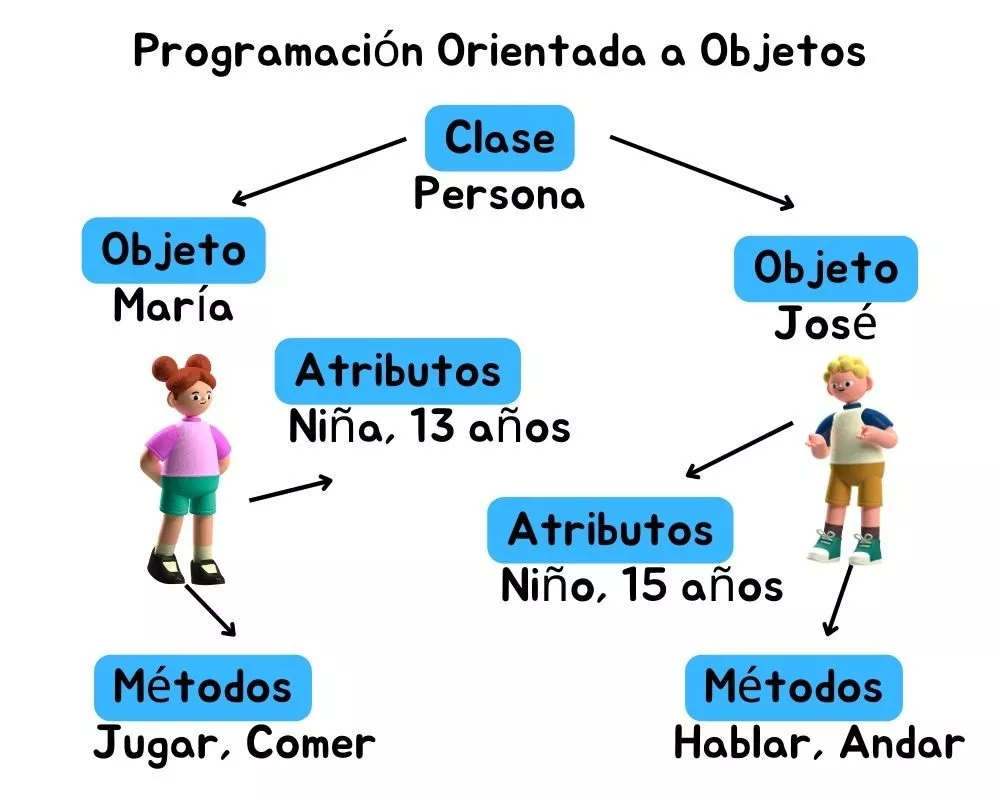 Programación Orientada a Objetos
Clase
Persona
Objeto
María
Objeto
José
Atributos
Niña, 13 años
Atributos
Niño, 15 años
Métodos
Jugar, Comer
Métodos
Hablar, Andar